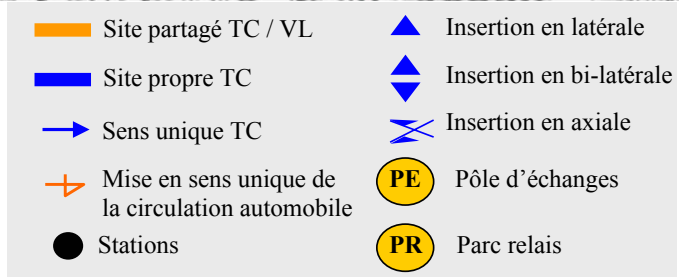 Site partagé TC / VL
Site propre TC
Sens unique TC
Mise en sens unique de
la circulation automobile
Stations
Insertion en latérale
Insertion en bi-latérale
Insertion en axiale
PE Pôle d'échanges
PR Parc relais